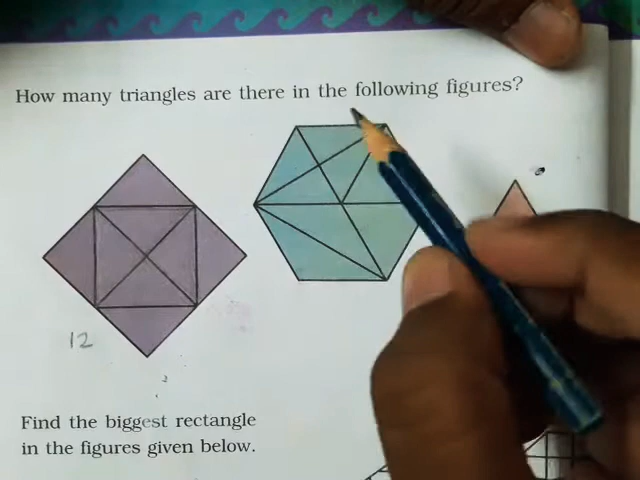 How many triangles are there in the following figures?
12
Find the biggest rectangle
in the figures given below.